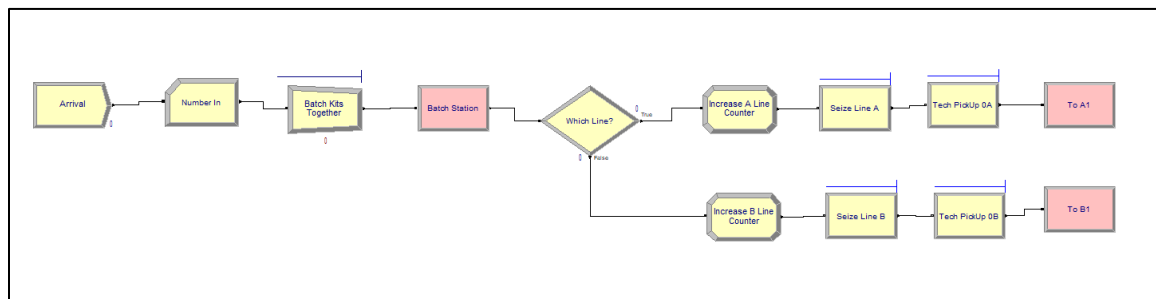 Arrival
Number In
Batch Kits
Together
0
0
Batch Station
Which Line?
0
True
0
False
Increase A Line
Counter
Seize Line A
Tech PickUp 0A
To A1
Increase B Line
Counter
Seize Line B
Tech PickUp 0B
To B1